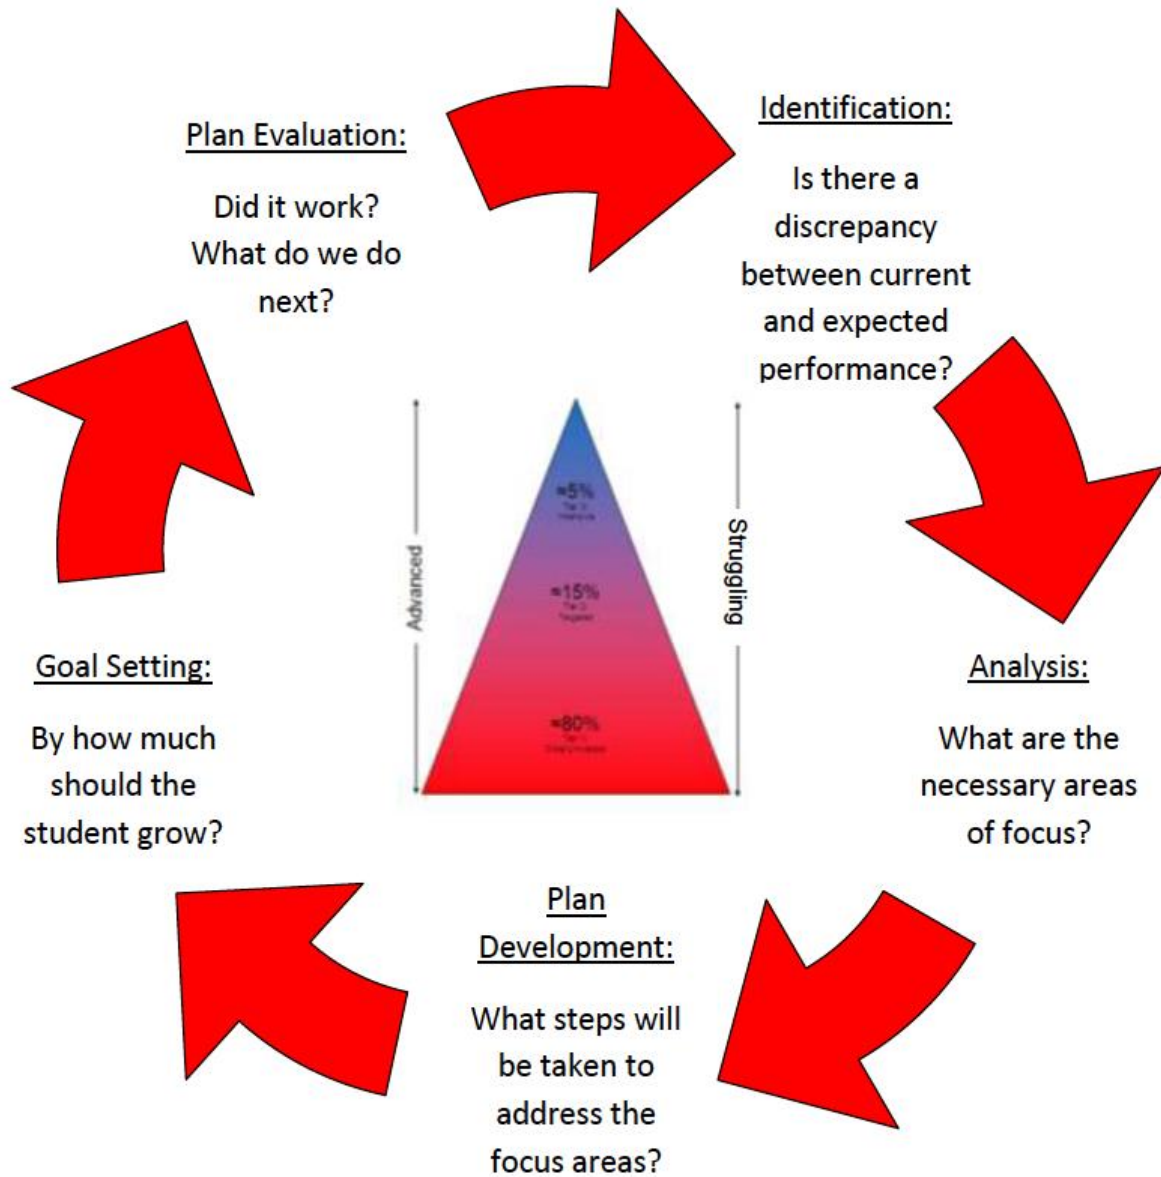 Plan Evaluation:
Did it work?
What do we do
next?
Identification:
Is there a
discrepancy
between current
and expected
performance?
Advanced
≈5%
≈15%
Targeted
≈80%
Struggling
Goal Setting:
By how much
should the
student grow?
Analysis:
What are the
necessary areas
of focus?
Plan
Development:
What steps will
be taken to
address the
focus areas?